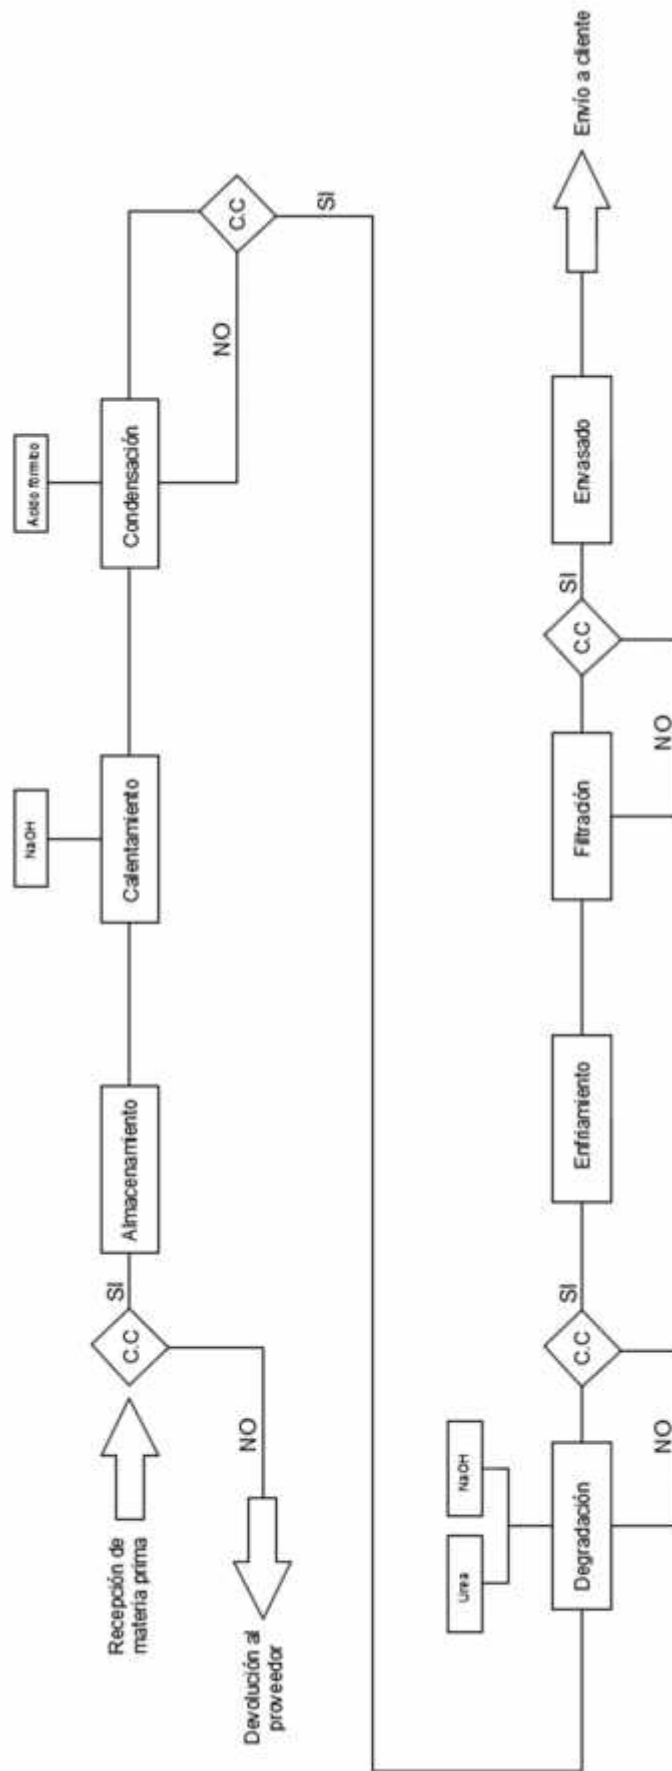 Recepción de
materia prima
C.C
SI
NO
Devolución al
proveedor
Almacenamiento
NaOH
Calentamiento
Ácido fórmico
Condensación
C.C
NO
SI
Urea
NaOH
Degradación
C.C
SI
NO
Enfriamiento
Filtración
C.C
SI
NO
Envasado
Envío a cliente